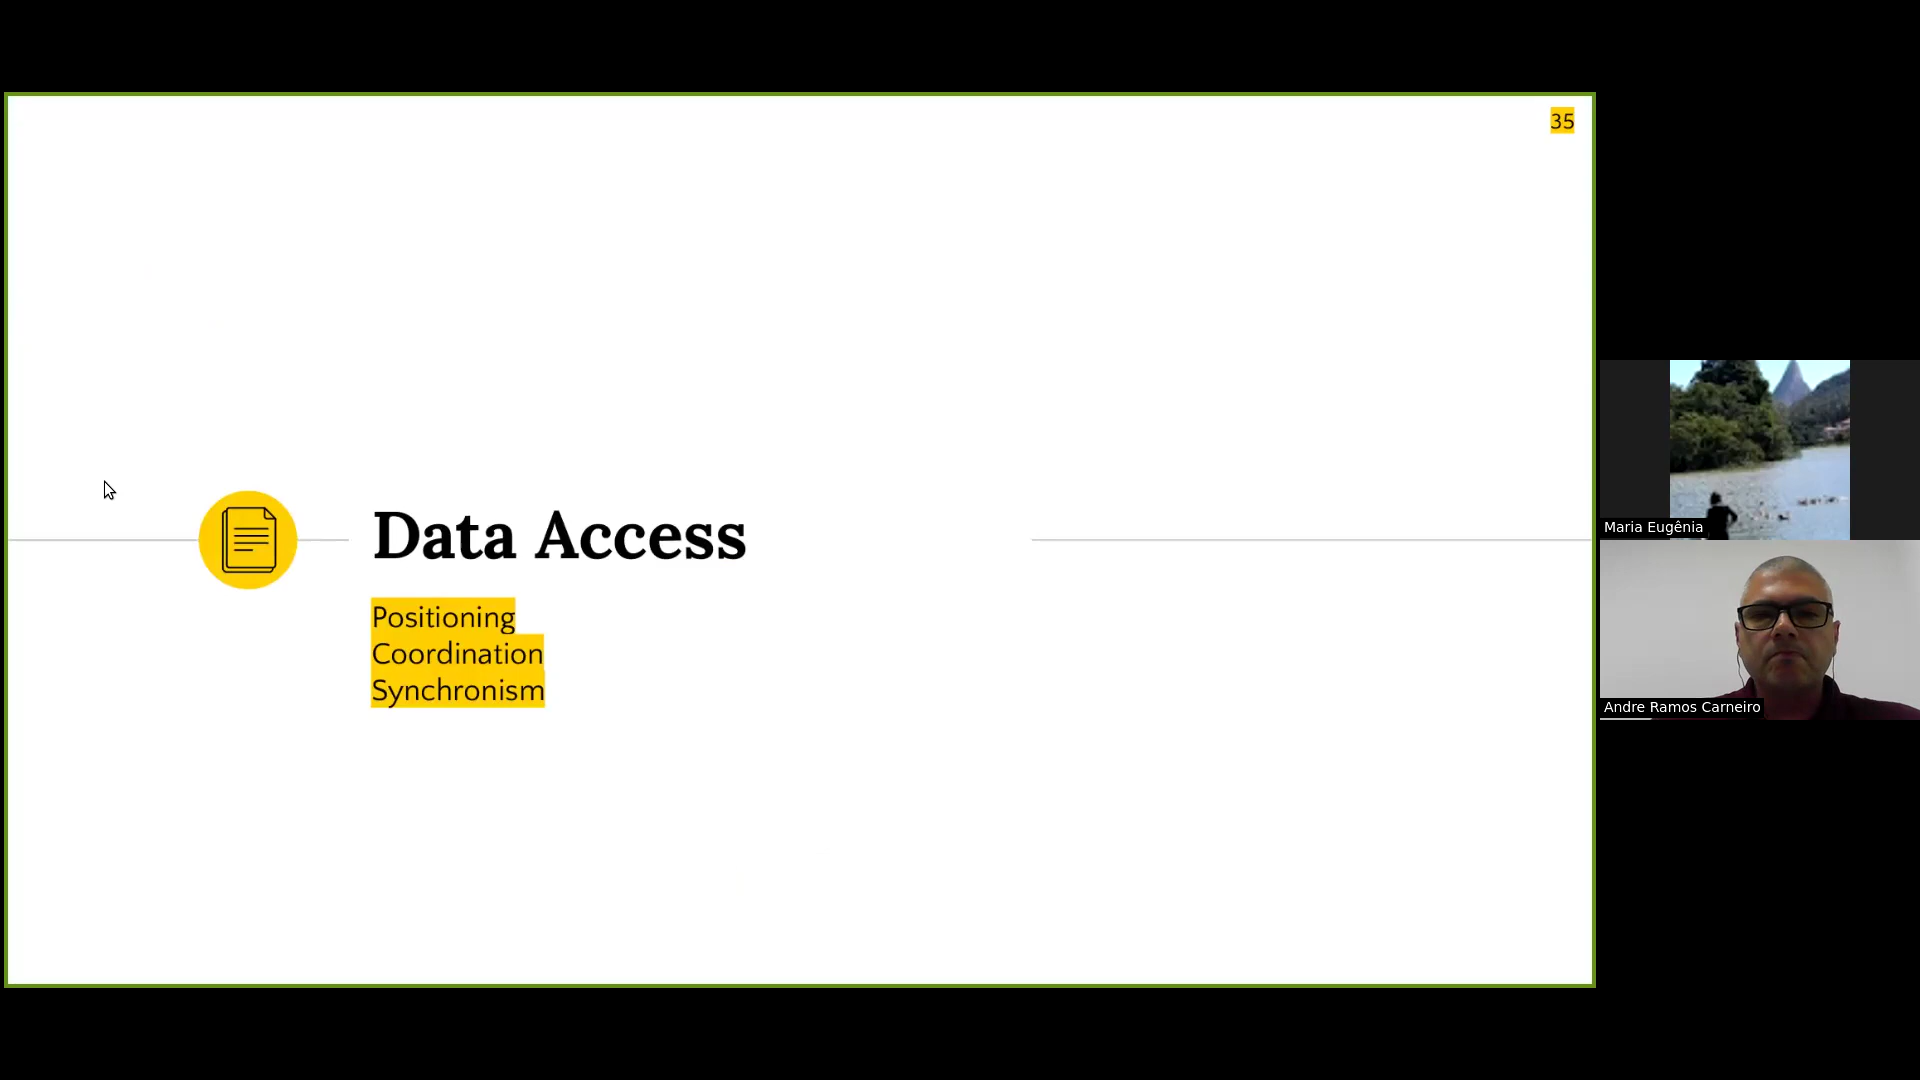 35
Data Access
Positioning
Coordination
Synchronism
Maria Eugênia
Andre Ramos Carneiro